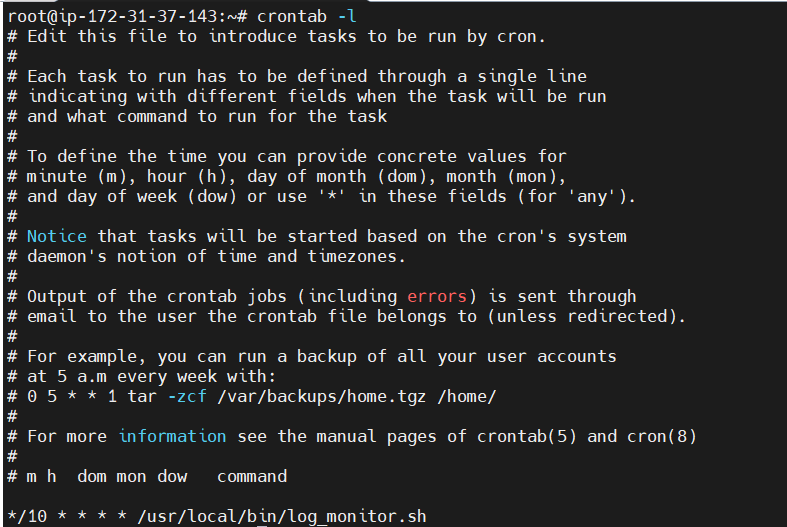 root@ip-172-31-37-143:~# crontab -l
# Edit this file to introduce tasks to be run by cron.
#
# Each task to run has to be defined through a single line
# indicating with different fields when the task will be run
# and what command to run for the task
#
# To define the time you can provide concrete values for
# minute (m), hour (h), day of month (dom), month (mon),
# and day of week (dow) or use '*' in these fields (for 'any').
#
# Notice that tasks will be started based on the cron's system
# daemon's notion of time and timezones.
#
# Output of the crontab jobs (including errors) is sent through
# email to the user the crontab file belongs to (unless redirected).
#
# For example, you can run a backup of all your user accounts
# at 5 a.m every week with:
# 0 5 * * 1 tar -zcf /var/backups/home.tgz /home/
#
# For more information see the manual pages of crontab(5) and cron(8)
#
# m h  dom mon dow   command

*/10 * * * * /usr/local/bin/log_monitor.sh